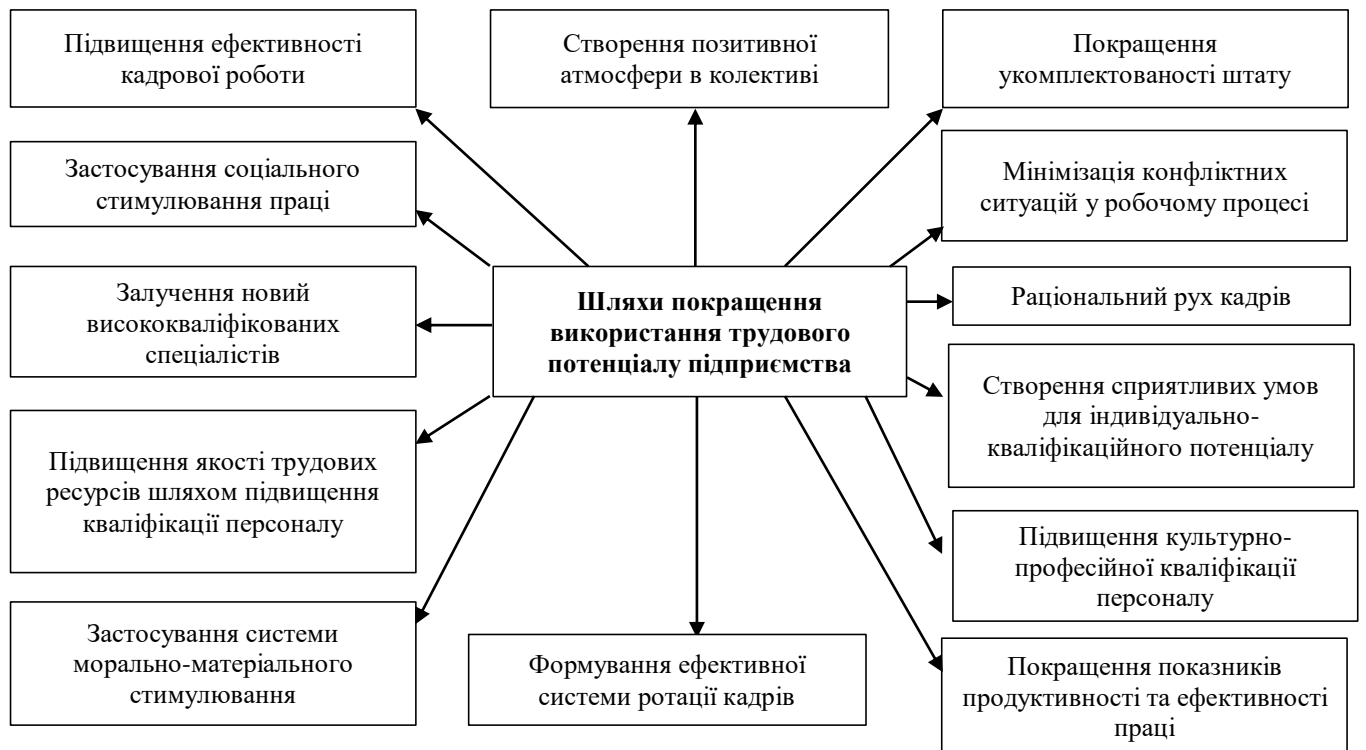 Підвищення ефективності
кадрової роботи
Створення позитивної
атмосфери в колективі
Покращення
укомплектованості штату
Застосування соціального
стимулювання праці
Мінімізація конфліктних
ситуацій у робочому процесі
Залучення новий
висококваліфікованих
спеціалістів
Шляхи покращення
використання трудового
потенціалу підприємства
Раціональний рух кадрів
Створення сприятливих умов
для індивідуально-
кваліфікаційного потенціалу
Підвищення якості трудових
ресурсів шляхом підвищення
кваліфікації персоналу
Підвищення культурно-
професійної кваліфікації
персоналу
Застосування системи
морально-матеріального
стимулювання
Формування ефективної
системи ротації кадрів
Покращення показників
продуктивності та ефективності
праці